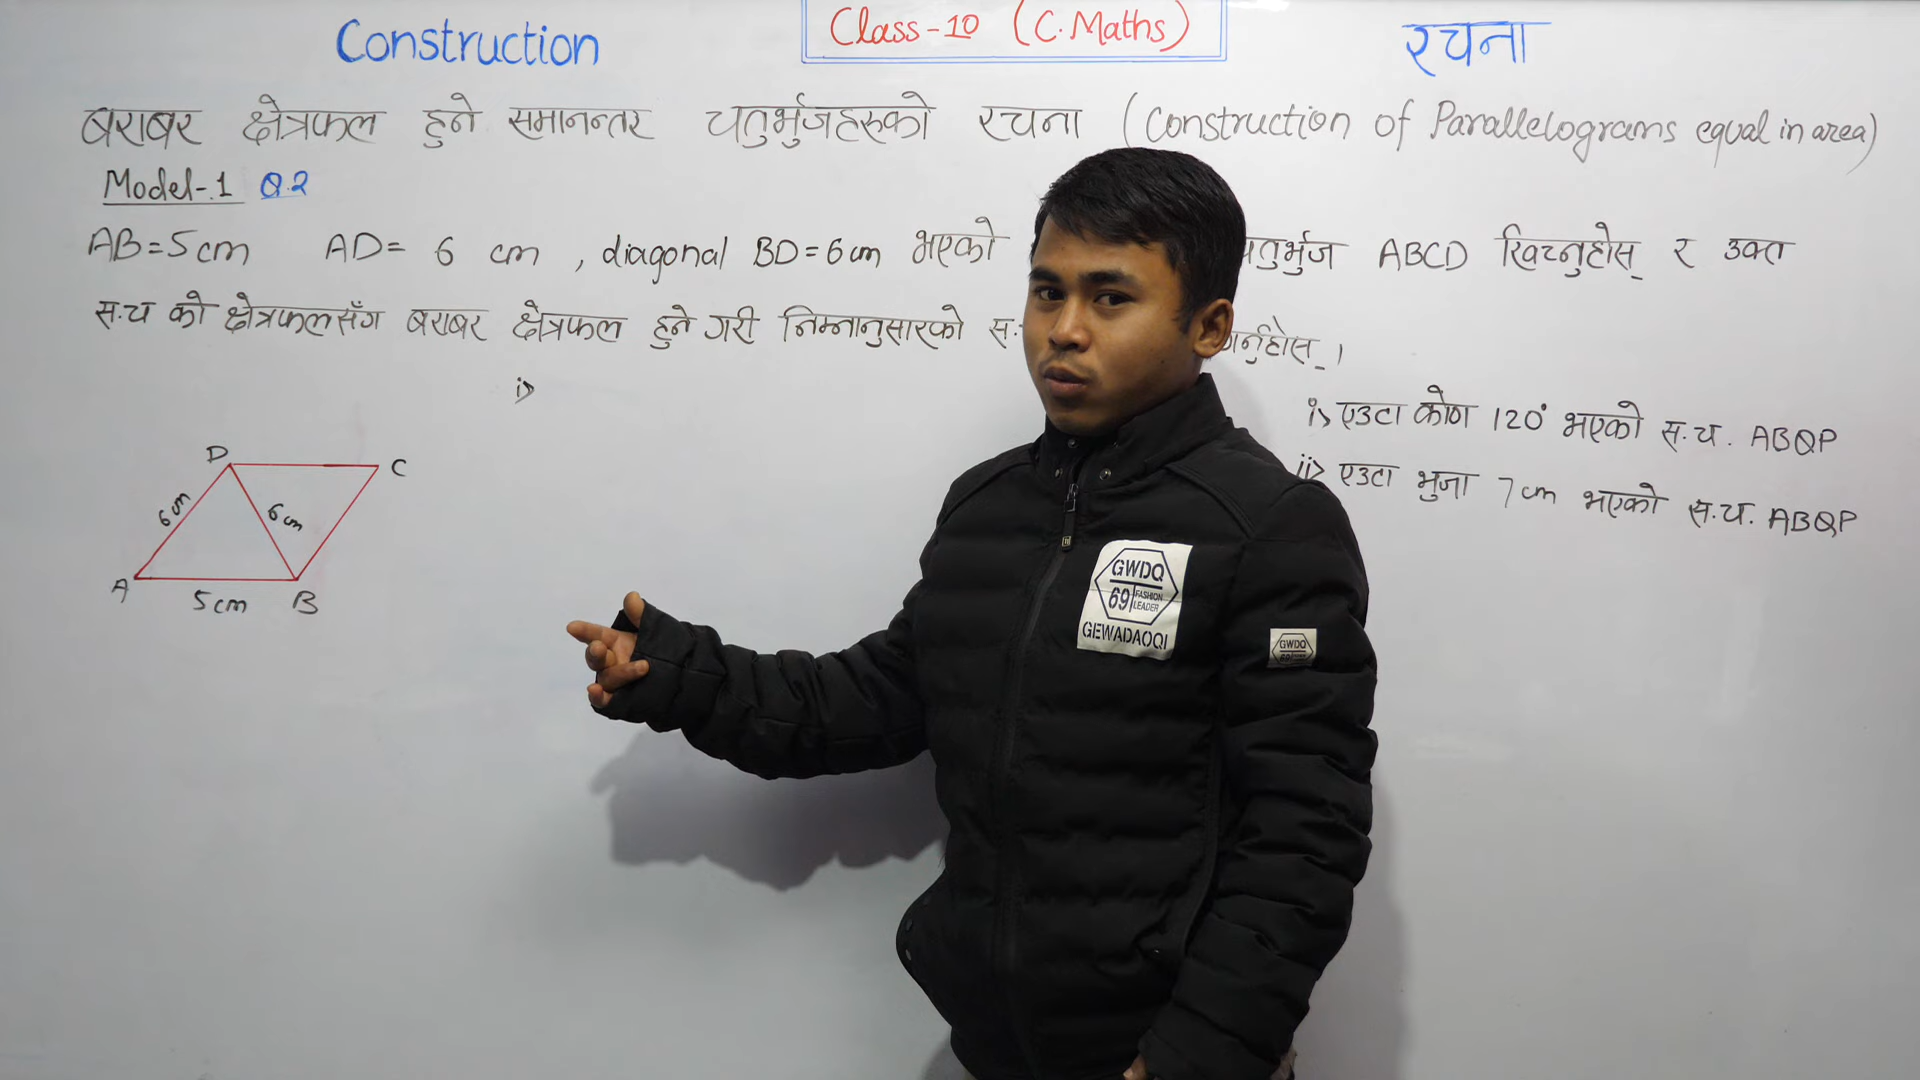 Construction Class-10 (C.Maths) रचना
बराबर क्षेत्रफल हुने समानन्तर चतुर्भुजहरुको रचना (Construction of Parallelograms equal in area)
Model-.1 Q.2
AB=5cm AD= 6 cm , diagonal BD=6cm भएको तुर्भुज ABCD खिच्नुहोस् र उक्त
स.च को क्षेत्रफलसँग बराबर क्षेत्रफल हुने गरी निम्नानुसारको स. गर्नुहोस् ।
i>
i> एउटा कोण 120° भएको स.च. ABQP
ii> एउटा भुजा 7cm भएको स.च. ABQP
D C
6cm 6cm
A 5cm B
GWDQ
69 FASHION LEADER
GEWADAOQI
GWDQ